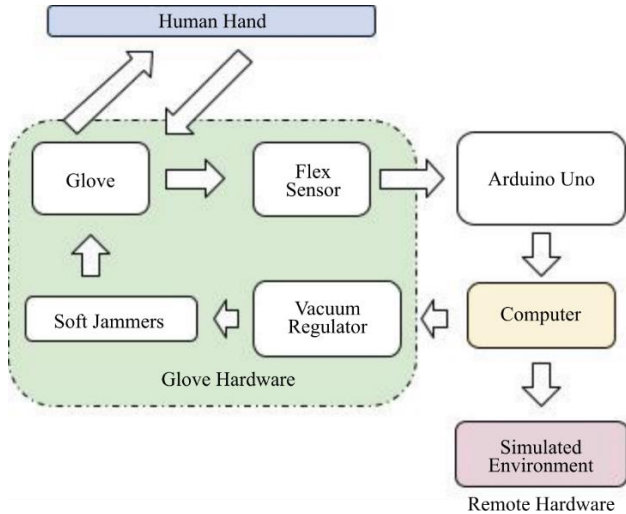 Human Hand
Glove
Flex
Sensor
Arduino Uno
Soft Jammers
Vacuum
Regulator
Computer
Glove Hardware
Simulated
Environment
Remote Hardware